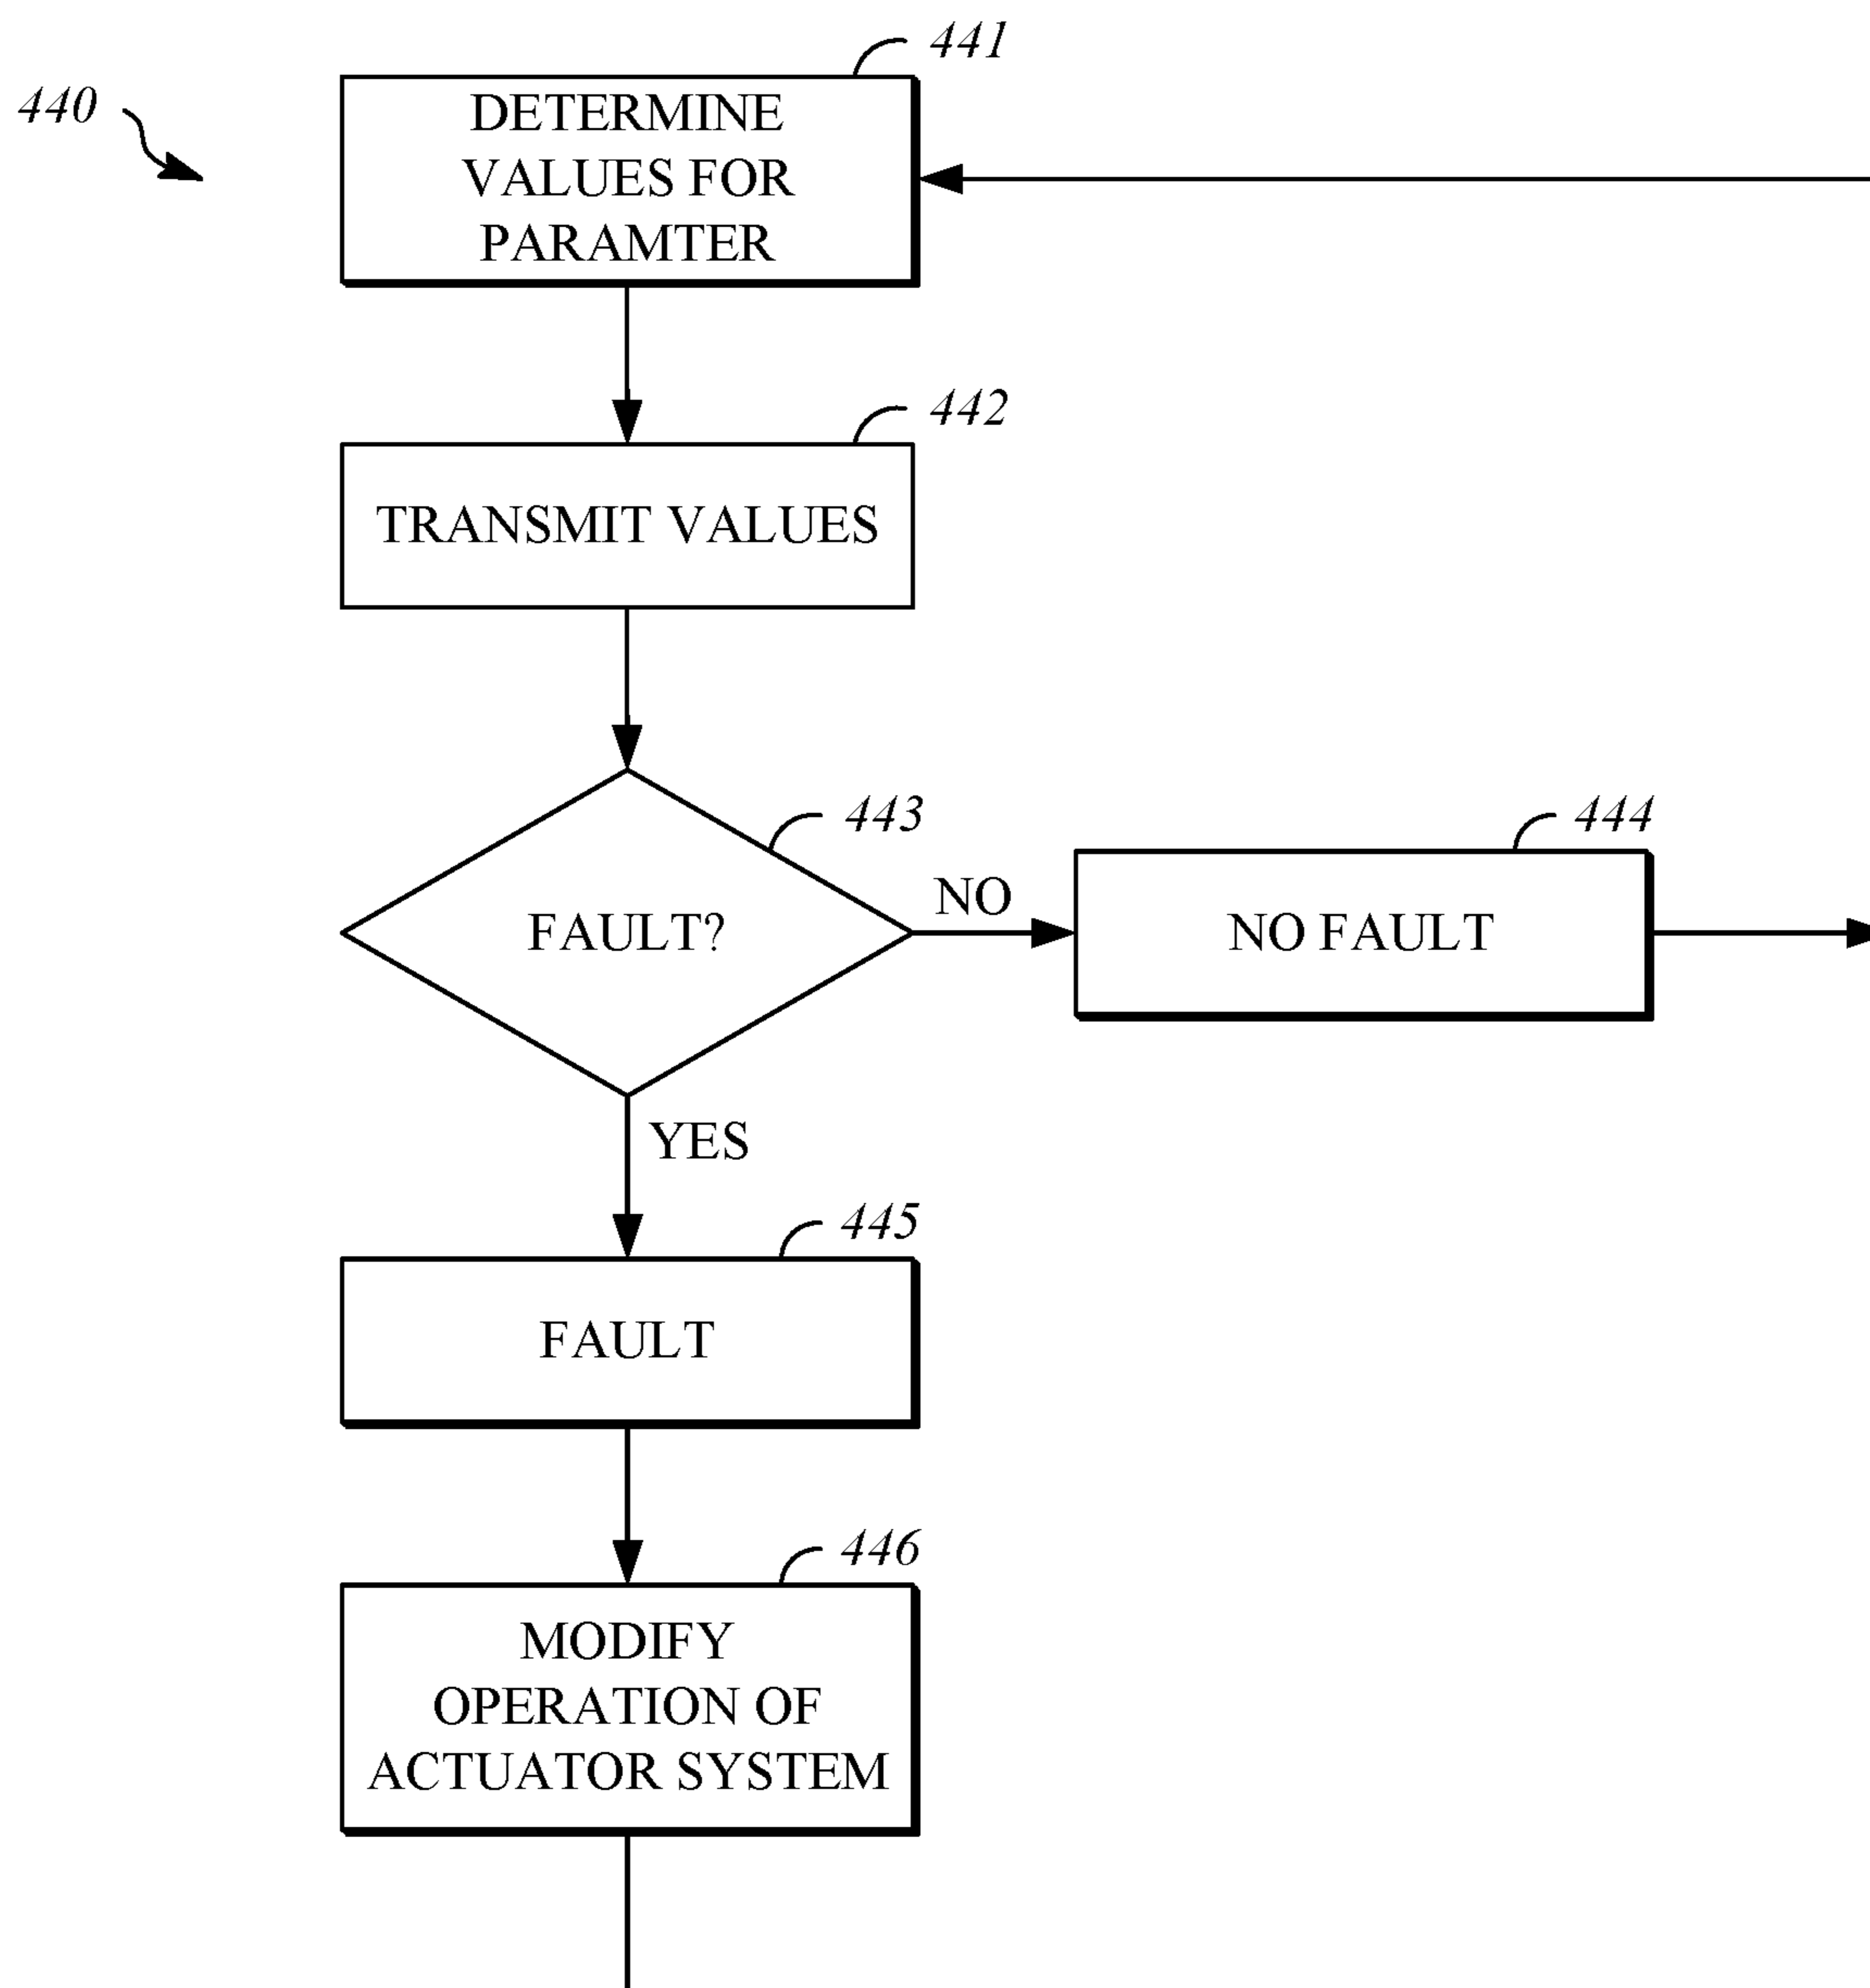 441
440
DETERMINE
VALUES FOR
PARAMTER
442
TRANSMIT VALUES
443
444
FAULT?
NO
NO FAULT
YES
445
FAULT
446
MODIFY
OPERATION OF
ACTUATOR SYSTEM